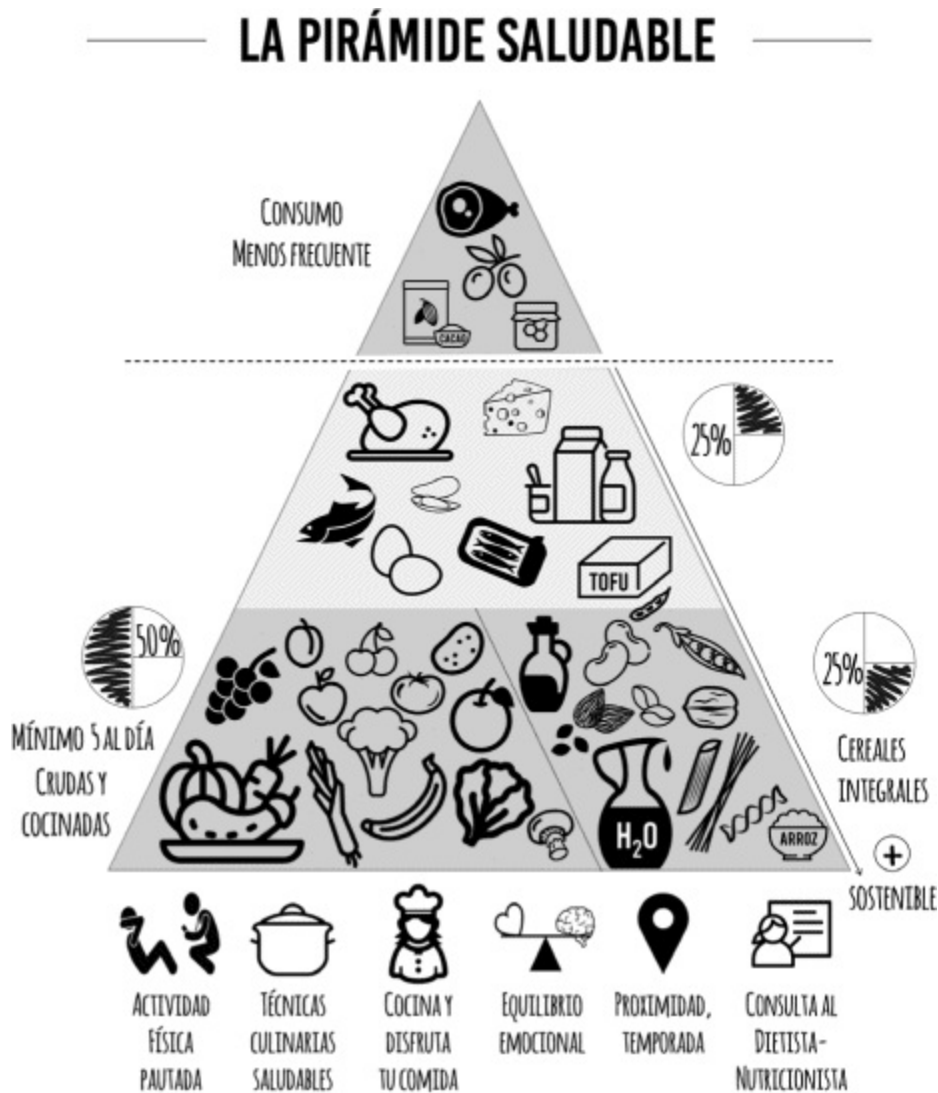 LA PIRÁMIDE SALUDABLE
CONSUMO
MENOS FRECUENTE
CACAO
25%
TOFU
50%
MÍNIMO 5 AL DÍA
CRUDAS Y
COCINADAS
25%
CEREALES
INTEGRALES
H₂O
ARROZ
+
SOSTENIBLE
ACTIVIDAD
FÍSICA
PAUTADA
TÉCNICAS
CULINARIAS
SALUDABLES
COCINA Y
DISFRUTA
TU COMIDA
EQUILIBRIO
EMOCIONAL
PROXIMIDAD,
TEMPORADA
CONSULTA AL
DIETISTA-
NUTRICIONISTA